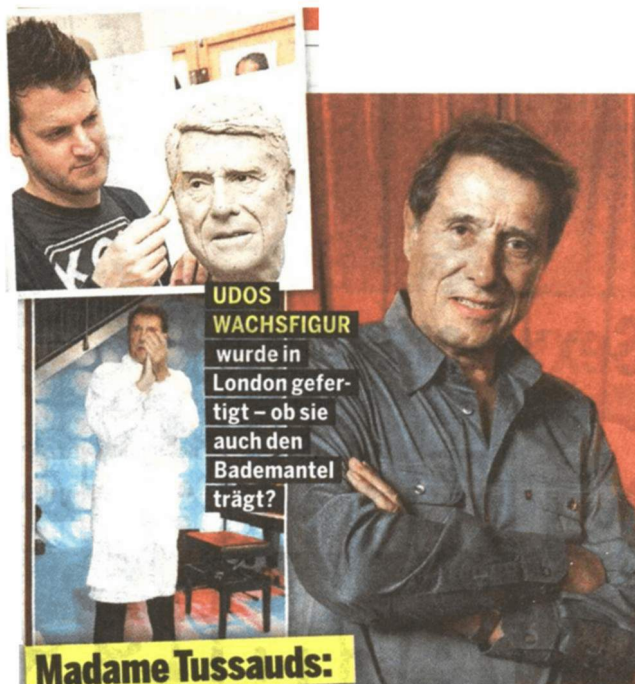 UDOS
WACHSFIGUR
wurde in
London gefer-
tigt – ob sie
auch den
Bademantel
trägt?
Madame Tussauds: